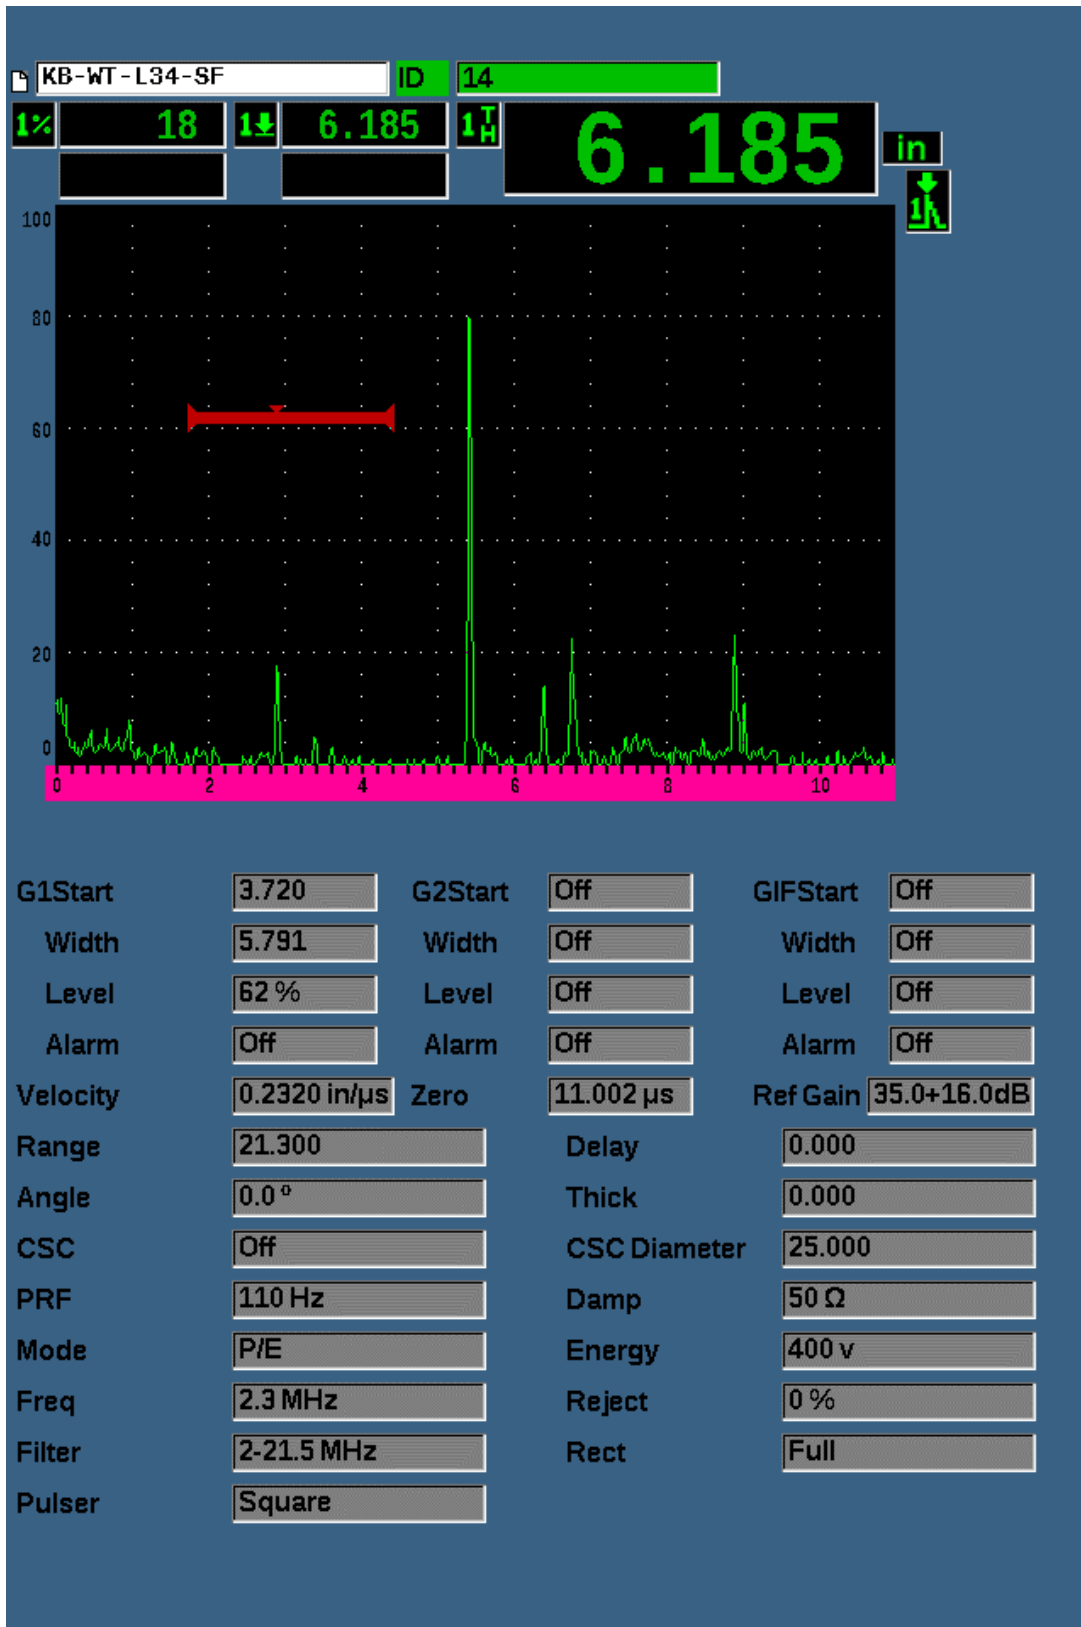 KB-WT-L34-SF ID 14
1% 18 1 6.185 1 TH 6.185 in
1
100
80
60
40
20
0
0 2 4 6 8 10
G1Start 3.720 G2Start Off GIFStart Off
Width 5.791 Width Off Width Off
Level 62 % Level Off Level Off
Alarm Off Alarm Off Alarm Off
Velocity 0.2320 in/µs Zero 11.002 µs Ref Gain 35.0+16.0dB
Range 21.300 Delay 0.000
Angle 0.0 º Thick 0.000
CSC Off CSC Diameter 25.000
PRF 110 Hz Damp 50 Ω
Mode P/E Energy 400 v
Freq 2.3 MHz Reject 0 %
Filter 2-21.5 MHz Rect Full
Pulser Square